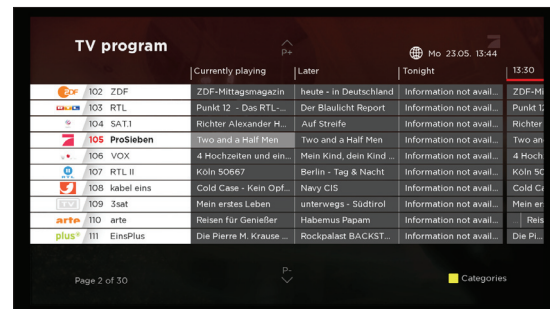 TV program
P+
Mo 23.05. 13:44
Currently playing Later Tonight 13:30
ZDF 102 ZDF ZDF-Mittagsmagazin heute - in Deutschland Information not avail... ZDF-Mi
103 RTL Punkt 12 - Das RTL-... Der Blaulicht Report Information not avail... Punkt 12
104 SAT.1 Richter Alexander H... Auf Streife Information not avail... Richter
105 ProSieben Two and a Half Men Two and a Half Men Information not avail... Two an
106 VOX 4 Hochzeiten und ein... Mein Kind, dein Kind ... Information not avail... 4 Hoch
107 RTL II Köln 50667 Berlin - Tag & Nacht Information not avail... Köln 50
108 kabel eins Cold Case - Kein Opf... Navy CIS Information not avail... Cold Ca
109 3sat Mein erstes Leben unterwegs - Südtirol Information not avail... Mein er
arte 110 arte Reisen für Genießer Habemus Papam Information not avail... Reis
plus 111 EinsPlus Die Pierre M. Krause ... Rockpalast BACKST... Information not avail... Die Pi...
P-
Page 2 of 30
Categories